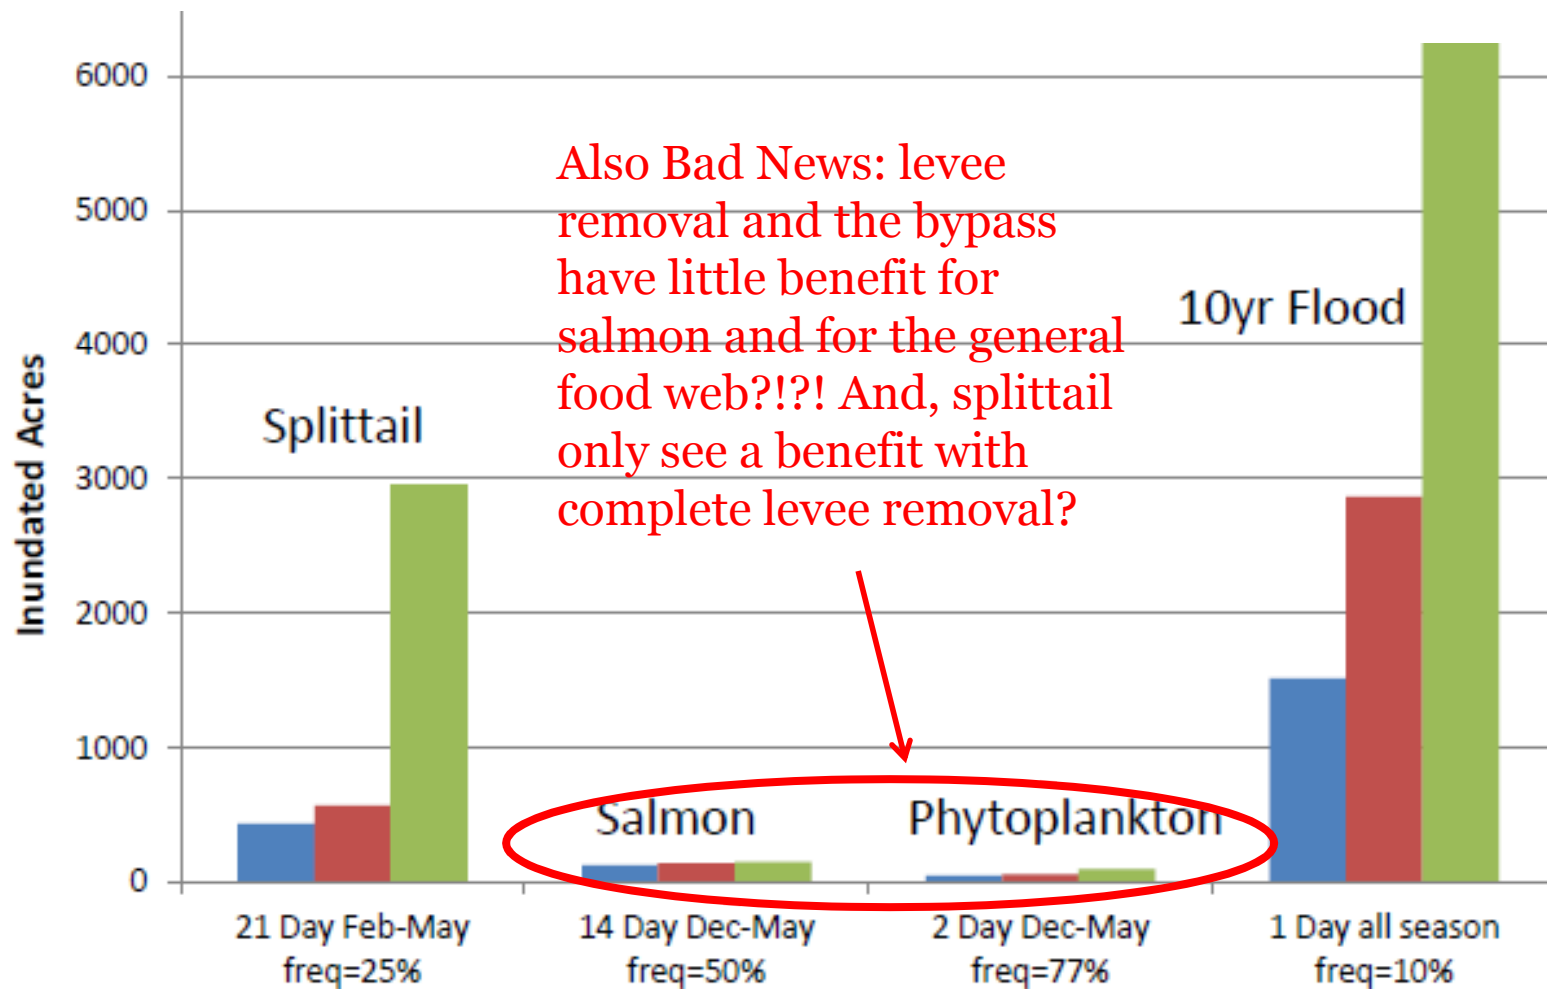 6000
5000
4000
3000
2000
1000
0
Inundated Acres
Also Bad News: levee
removal and the bypass
have little benefit for
salmon and for the general
food web?!?! And, splittail
only see a benefit with
complete levee removal?
10yr Flood
Splittail
Salmon
Phytoplankton
21 Day Feb-May
freq=25%
14 Day Dec-May
freq=50%
2 Day Dec-May
freq=77%
1 Day all season
freq=10%